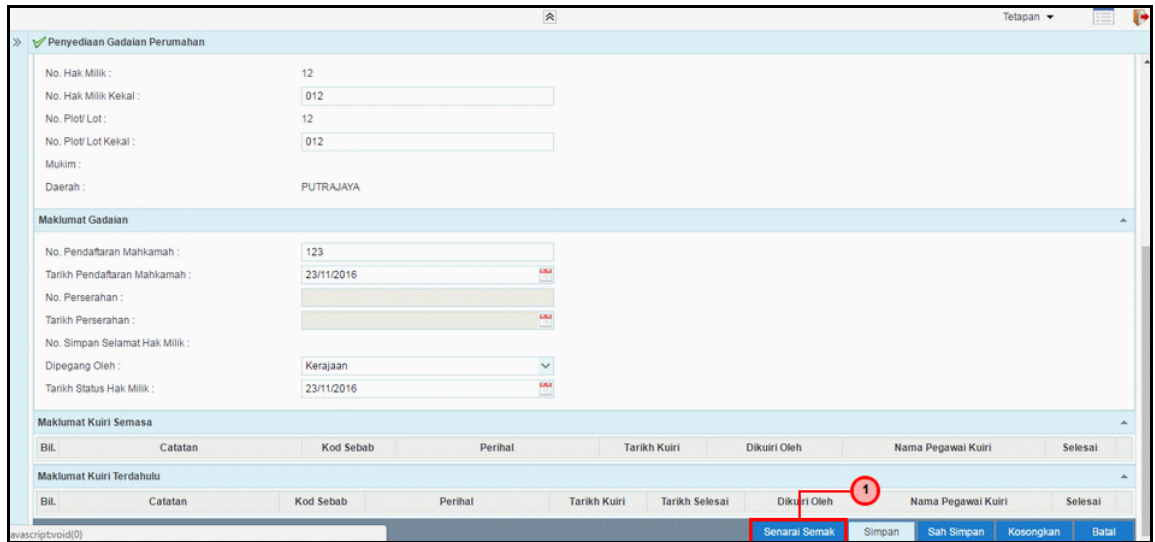 Tetapan
Penyediaan Gadaian Perumahan
No. Hak Milik : 12
No. Hak Milik Kekal : 012
No. Plot/ Lot : 12
No. Plot/ Lot Kekal : 012
Mukim :
Daerah : PUTRAJAYA
Maklumat Gadaian
No. Pendaftaran Mahkamah : 123
Tarikh Pendaftaran Mahkamah : 23/11/2016
No. Perserahan :
Tarikh Perserahan :
No. Simpan Selamat Hak Milik :
Dipegang Oleh : Kerajaan
Tarikh Status Hak Milik : 23/11/2016
Maklumat Kuiri Semasa
Bil. Catatan Kod Sebab Perihal Tarikh Kuiri Dikuiri Oleh Nama Pegawai Kuiri Selesai
Maklumat Kuiri Terdahulu
Bil. Catatan Kod Sebab Perihal Tarikh Kuiri Tarikh Selesai Dikuiri Oleh Nama Pegawai Kuiri Selesai
1
avascript:void(0) Senarai Semak Simpan Sah Simpan Kosongkan Batal